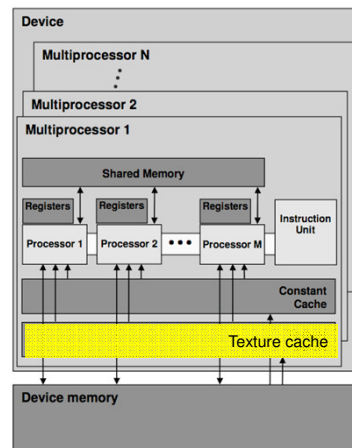 Device
Multiprocessor N
Multiprocessor 2
Multiprocessor 1
Shared Memory
Registers
Registers
Registers
Processor 1
Processor 2
Processor M
Instruction
Unit
Constant
Cache
Texture cache
Device memory